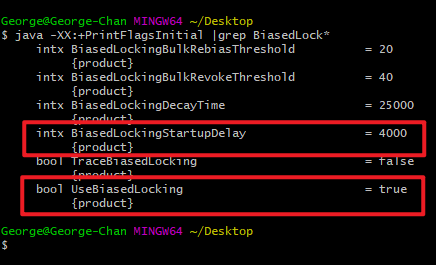 George@George-Chan MINGW64 ~/Desktop
$ java -XX:+PrintFlagsInitial |grep BiasedLock*
intx BiasedLockingBulkRebiasThreshold = 20
{product}
intx BiasedLockingBulkRevokeThreshold = 40
{product}
intx BiasedLockingDecayTime = 25000
{product}
intx BiasedLockingStartupDelay = 4000
{product}
bool TraceBiasedLocking = false
{product}
bool UseBiasedLocking = true
{product}
George@George-Chan MINGW64 ~/Desktop
$